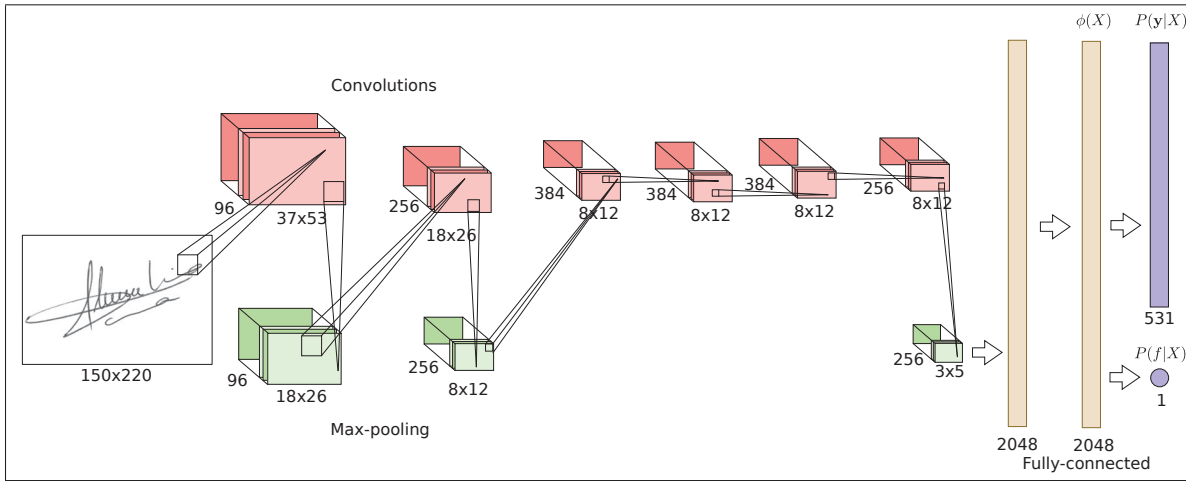 ϕ(X)
P(y|X)
Convolutions
96
37x53
256
18x26
384
8x12
384
8x12
384
8x12
256
8x12
150x220
96
18x26
256
8x12
256
3x5
531
P(f|X)
1
Max-pooling
2048
2048
Fully-connected